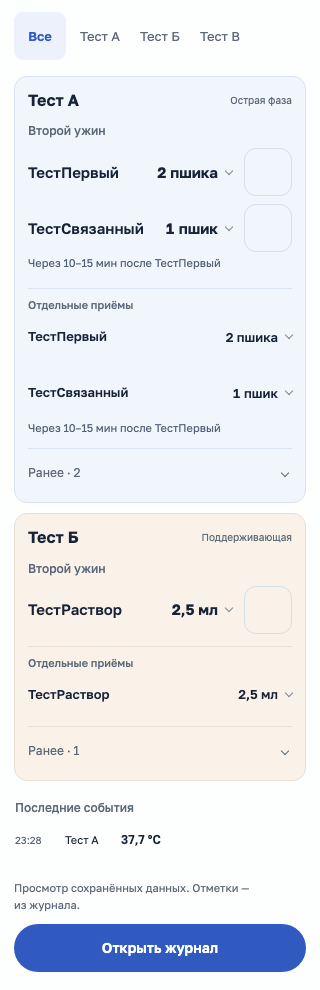 Все Тест А Тест Б Тест В
Тест А Острая фаза
Второй ужин
ТестПервый 2 пшика
ТестСвязанный 1 пшик
Через 10–15 мин после ТестПервый
Отдельные приёмы
ТестПервый 2 пшика
ТестСвязанный 1 пшик
Через 10–15 мин после ТестПервый
Ранее · 2
Тест Б Поддерживающая
Второй ужин
ТестРаствор 2,5 мл
Отдельные приёмы
ТестРаствор 2,5 мл
Ранее · 1
Последние события
23:28 Тест А 37,7 °C
Просмотр сохранённых данных. Отметки —
из журнала.
Открыть журнал